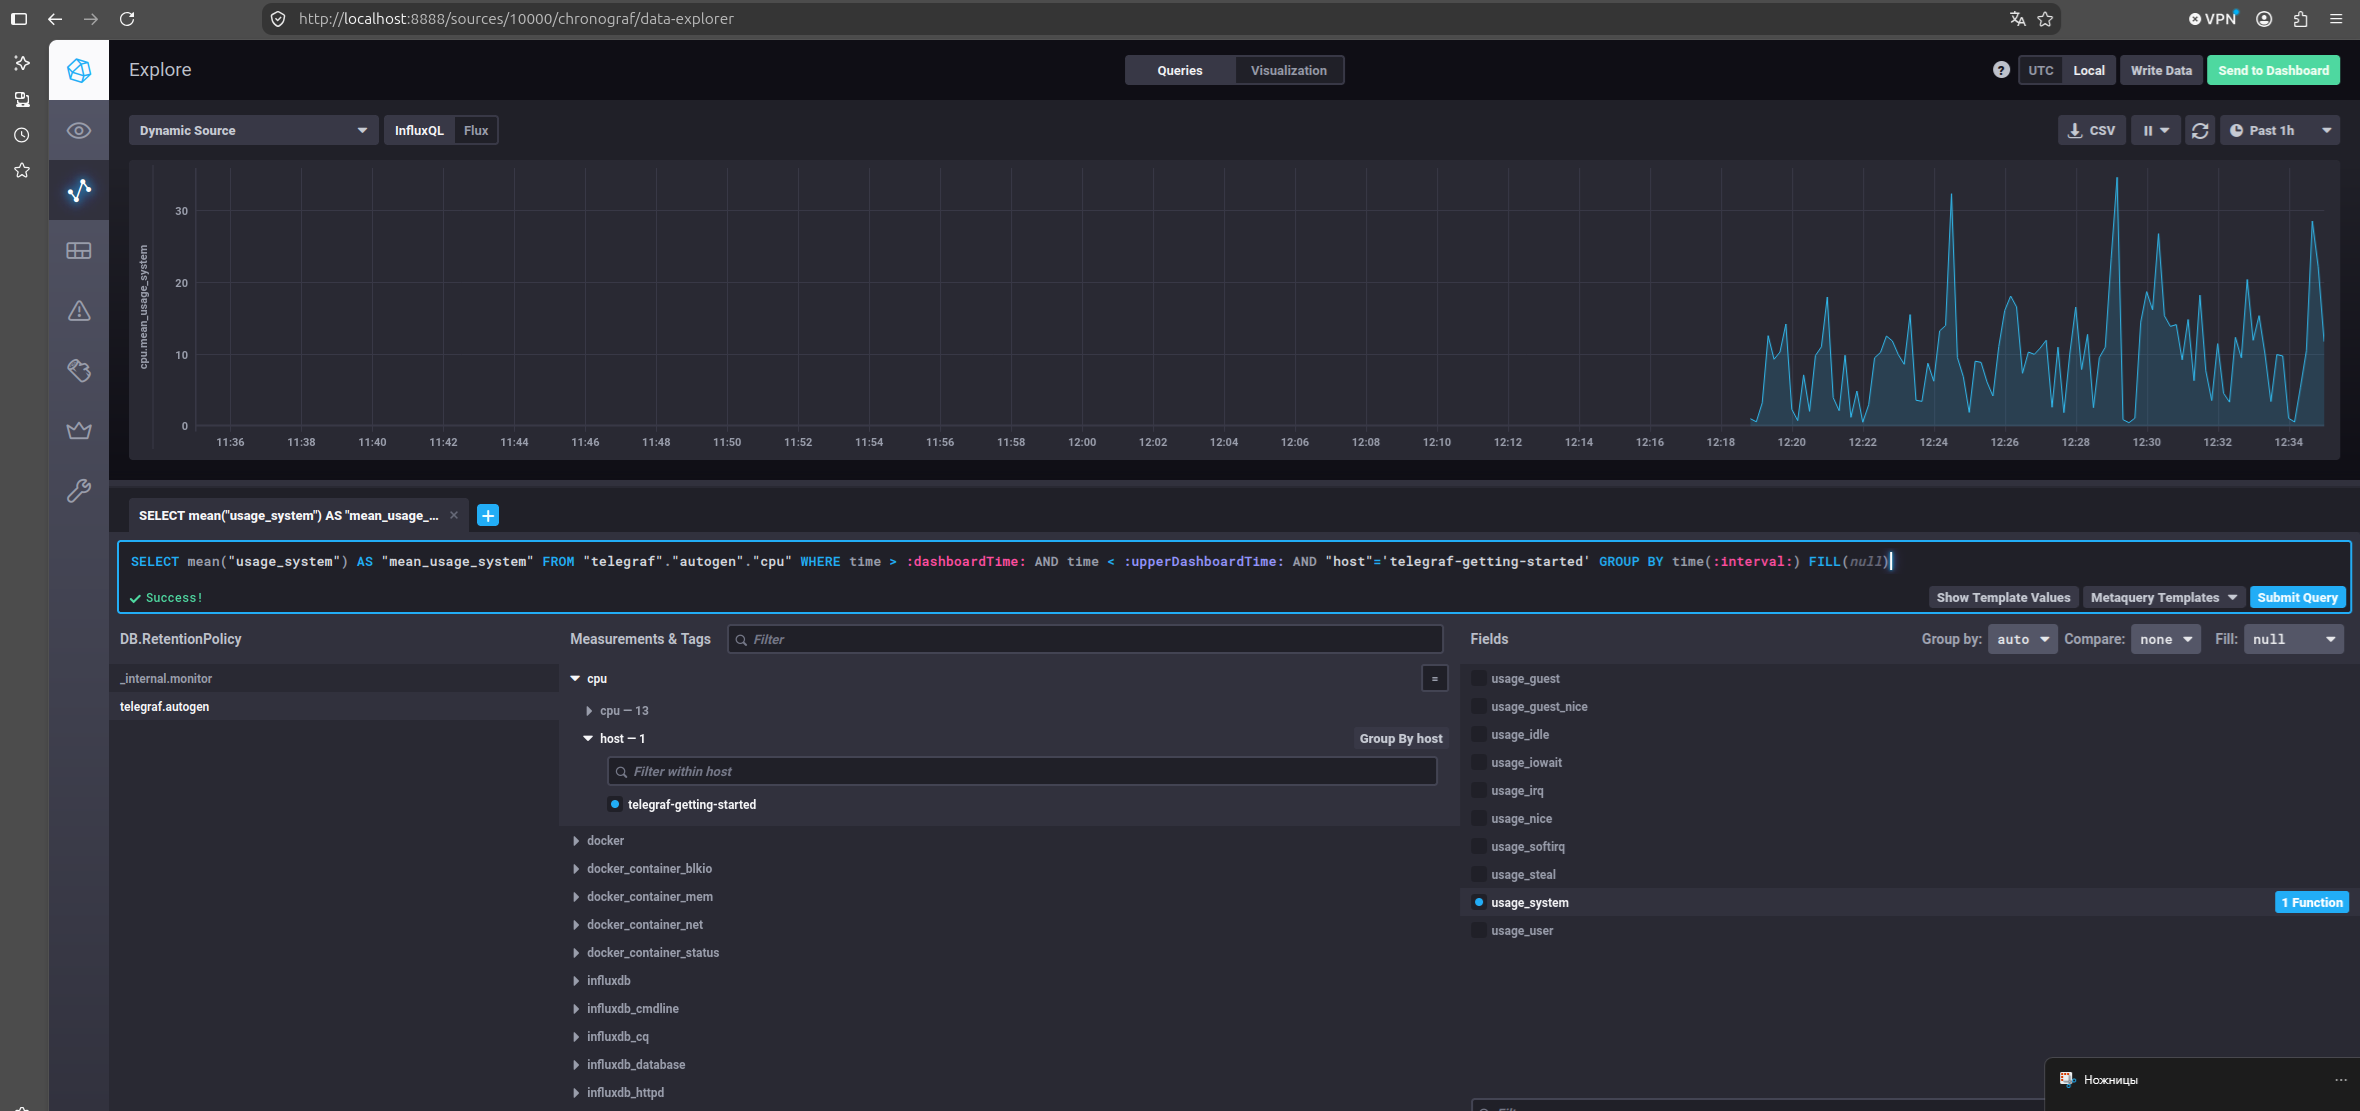 http://localhost:8888/sources/10000/chronograf/data-explorer
VPN
Explore
Queries
Visualization
?
UTC
Local
Write Data
Send to Dashboard
Dynamic Source
InfluxQL
Flux
CSV
Past 1h
cpu.mean_usage_system
30
20
10
0
11:36 11:38 11:40 11:42 11:44 11:46 11:48 11:50 11:52 11:54 11:56 11:58 12:00 12:02 12:04 12:06 12:08 12:10 12:12 12:14 12:16 12:18 12:20 12:22 12:24 12:26 12:28 12:30 12:32 12:34
SELECT mean("usage_system") AS "mean_usage_...
SELECT mean("usage_system") AS "mean_usage_system" FROM "telegraf"."autogen"."cpu" WHERE time > :dashboardTime: AND time < :upperDashboardTime: AND "host"='telegraf-getting-started' GROUP BY time(:interval:) FILL(null)
Success!
Show Template Values
Metaquery Templates
Submit Query
DB.RetentionPolicy
_internal.monitor
telegraf.autogen
Measurements & Tags
Filter
cpu
=
cpu — 13
host — 1
Group By host
Filter within host
telegraf-getting-started
docker
docker_container_blkio
docker_container_mem
docker_container_net
docker_container_status
influxdb
influxdb_cmdline
influxdb_cq
influxdb_database
influxdb_httpd
Fields
Group by: auto
Compare: none
Fill: null
usage_guest
usage_guest_nice
usage_idle
usage_iowait
usage_irq
usage_nice
usage_softirq
usage_steal
usage_system
1 Function
usage_user
Ножницы